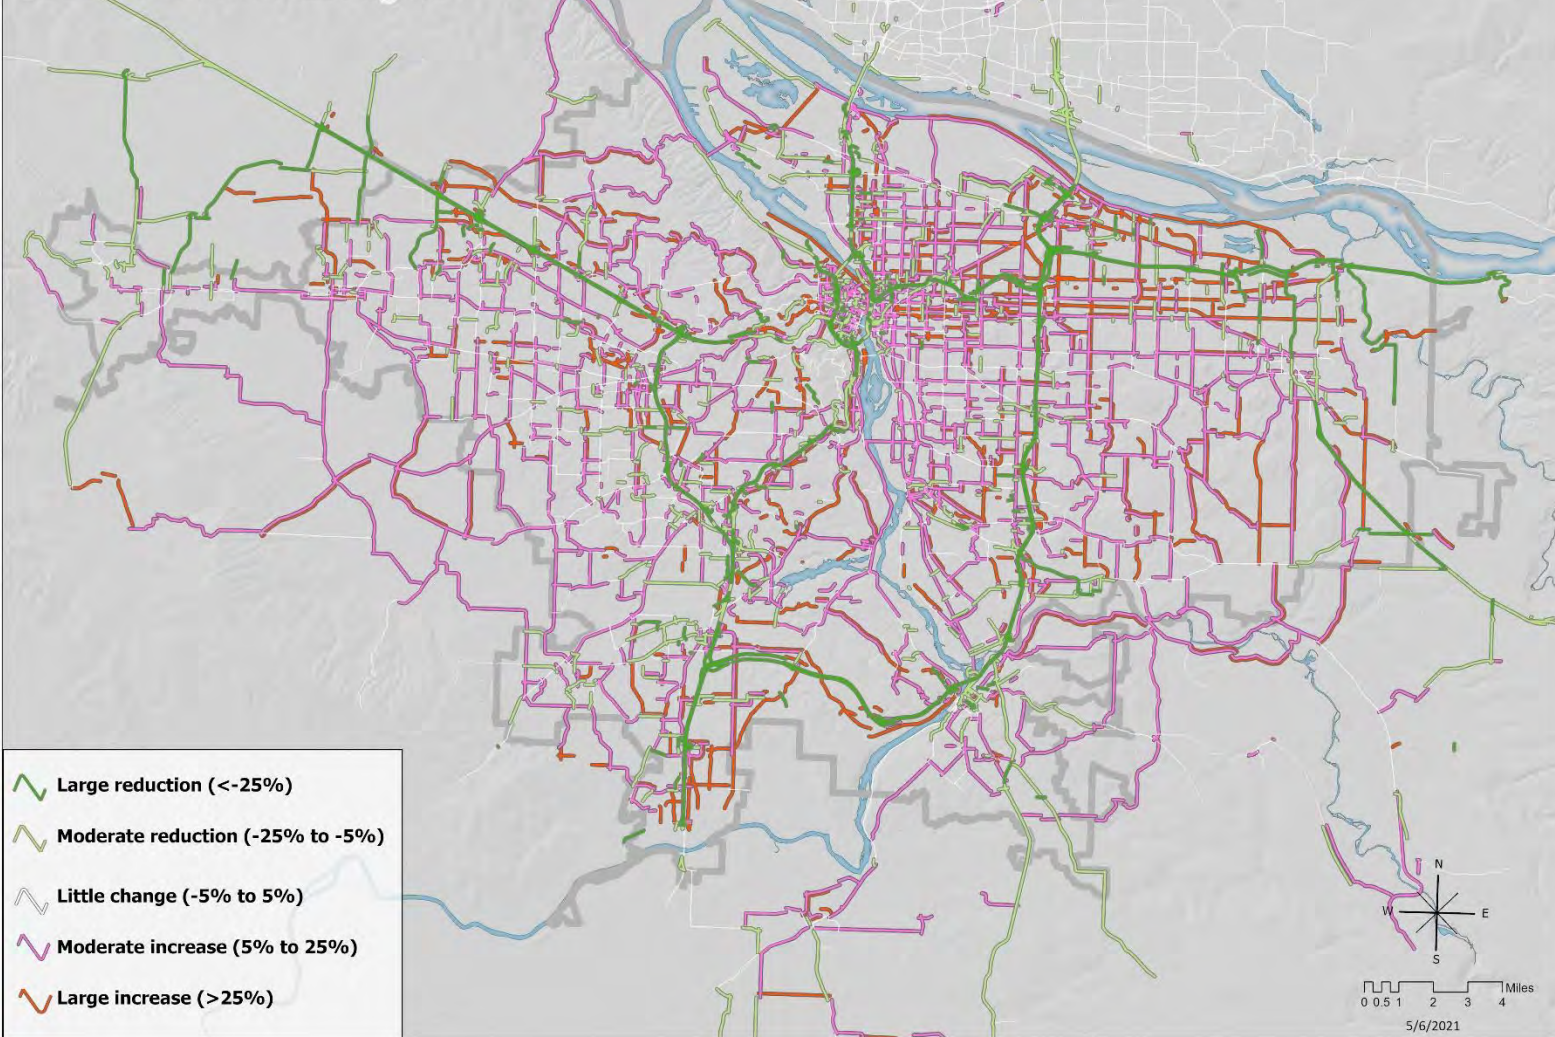 Large reduction (<-25%)
Moderate reduction (-25% to -5%)
Little change (-5% to 5%)
Moderate increase (5% to 25%)
Large increase (>25%)
N
W E
S
Miles
0 0.5 1 2 3 4
5/6/2021